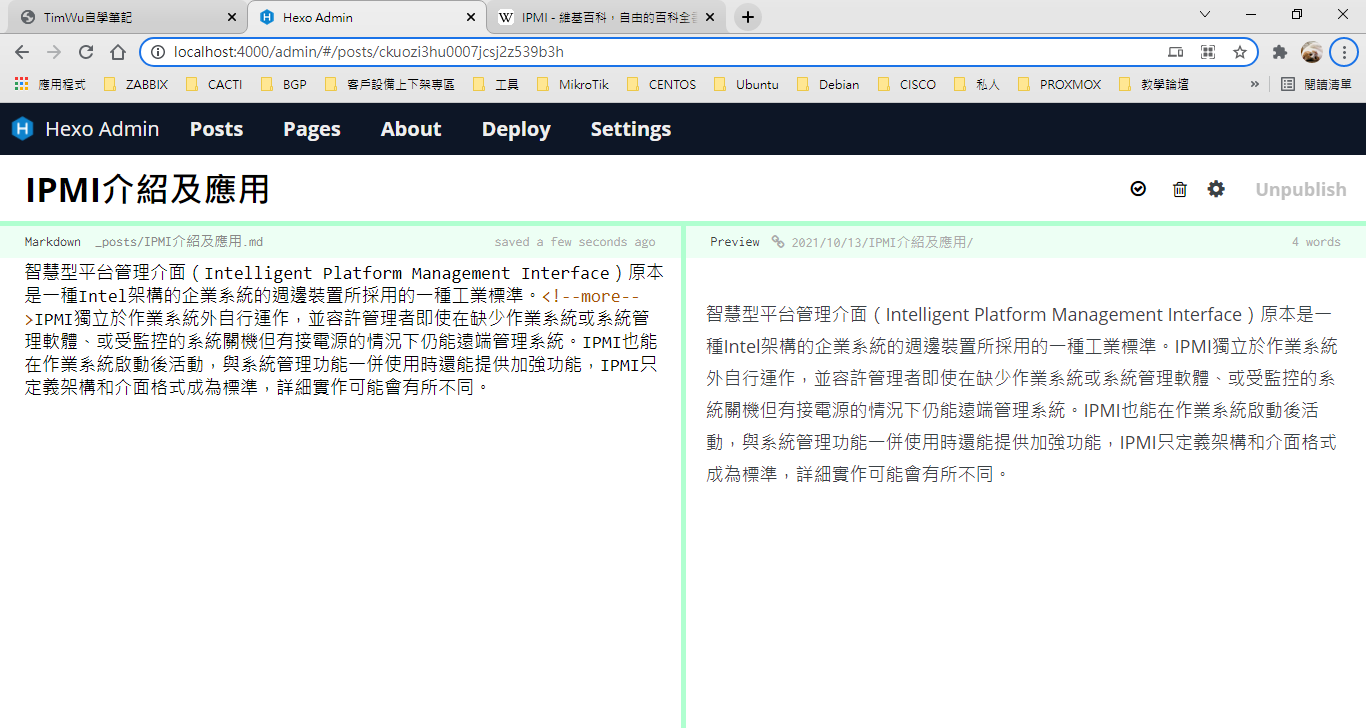 TimWu自學筆記
Hexo Admin
IPMI - 維基百科，自由的百科全
localhost:4000/admin/#/posts/ckuozi3hu0007jcsj2z539b3h
應用程式 ZABBIX CACTI BGP 客戶設備上下架專區 工具 MikroTik CENTOS Ubuntu Debian CISCO 私人 PROXMOX 教學論壇 » 閱讀清單
Hexo Admin Posts Pages About Deploy Settings
IPMI介紹及應用
Unpublish
Markdown _posts/IPMI介紹及應用.md saved a few seconds ago
智慧型平台管理介面（Intelligent Platform Management Interface）原本
是一種Intel架構的企業系統的週邊裝置所採用的一種工業標準。<!--more--
>IPMI獨立於作業系統外自行運作，並容許管理者即使在缺少作業系統或系統管
理軟體、或受監控的系統關機但有接電源的情況下仍能遠端管理系統。IPMI也能
在作業系統啟動後活動，與系統管理功能一併使用時還能提供加強功能，IPMI只
定義架構和介面格式成為標準，詳細實作可能會有所不同。
Preview 2021/10/13/IPMI介紹及應用/ 4 words
智慧型平台管理介面（Intelligent Platform Management Interface）原本是一
種Intel架構的企業系統的週邊裝置所採用的一種工業標準。IPMI獨立於作業系統
外自行運作，並容許管理者即使在缺少作業系統或系統管理軟體、或受監控的系
統關機但有接電源的情況下仍能遠端管理系統。IPMI也能在作業系統啟動後活
動，與系統管理功能一併使用時還能提供加強功能，IPMI只定義架構和介面格式
成為標準，詳細實作可能會有所不同。